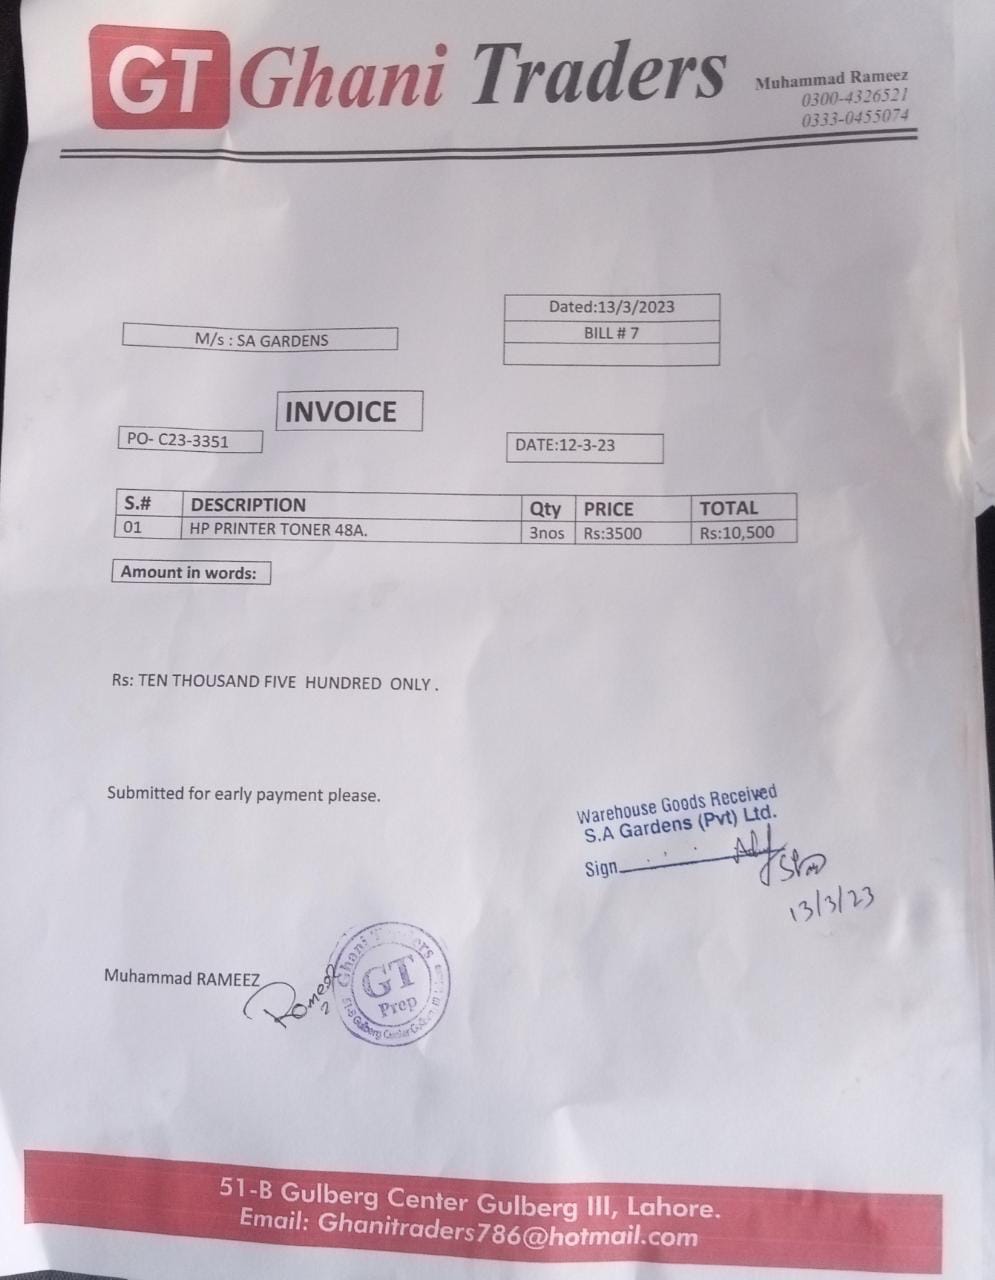 GT Ghani Traders
Muhammad Rameez
0300-4326521
0333-0455074
Dated:13/3/2023
BILL # 7
M/s : SA GARDENS
INVOICE
PO- C23-3351
DATE:12-3-23
S.# DESCRIPTION Qty PRICE TOTAL
01 HP PRINTER TONER 48A. 3nos Rs:3500 Rs:10,500
Amount in words:
Rs: TEN THOUSAND FIVE HUNDRED ONLY .
Submitted for early payment please.
Warehouse Goods Received
S.A Gardens (Pvt) Ltd.
Sign
13/3/23
Muhammad RAMEEZ
Rameez
Ghani Traders
GT
Prep
51-B Gulberg Center
51-B Gulberg Center Gulberg III, Lahore.
Email: Ghanitraders786@hotmail.com